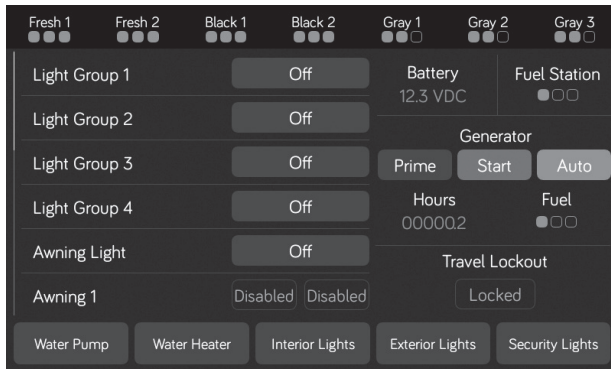 Fresh 1 Fresh 2 Black 1 Black 2 Gray 1 Gray 2 Gray 3
Light Group 1 Off
Light Group 2 Off
Light Group 3 Off
Light Group 4 Off
Awning Light Off
Awning 1 Disabled Disabled
Battery Fuel Station
12.3 VDC
Generator
Prime Start Auto
Hours Fuel
00000.2
Travel Lockout
Locked
Water Pump Water Heater Interior Lights Exterior Lights Security Lights